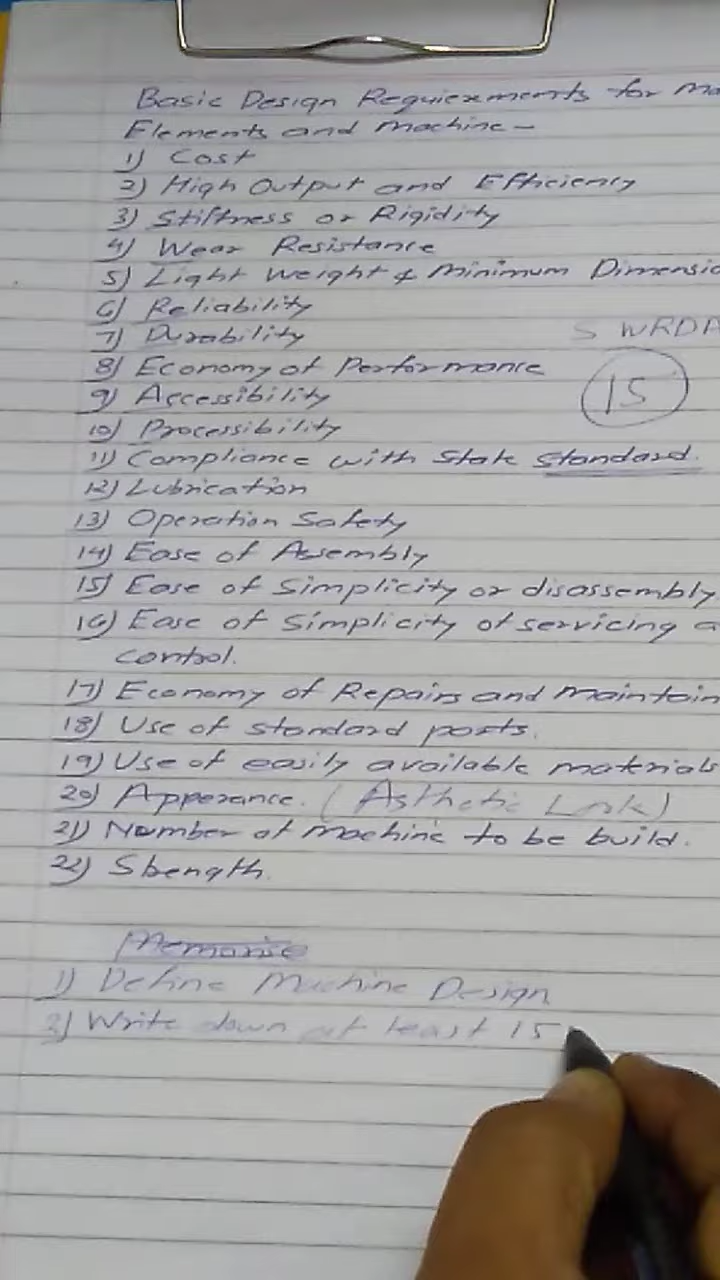 Basic Design Requierements for Ma
Elements and Machine -
1) Cost
2) High Output and Efficiency
3) Stiffness or Rigidity
4) Wear Resistance
5) Light Weight & Minimum Dimensio
6) Reliability
7) Durability
S WRDA
8) Economy of Performance
9) Accessibility
15
10) Processibility
11) Compliance with State Standard.
12) Lubrication
13) Operation Safety
14) Ease of Assembly
15) Ease of Simplicity or disassembly
16) Ease of Simplicity of servicing a
control.
17) Economy of Repairs and Maintain
18) Use of standard parts.
19) Use of easily available materials
20) Apperance. (Asthetic Look)
21) Number of machine to be build.
22) Strength.
Memorise
1) Define Machine Design
2) Write down at least 15